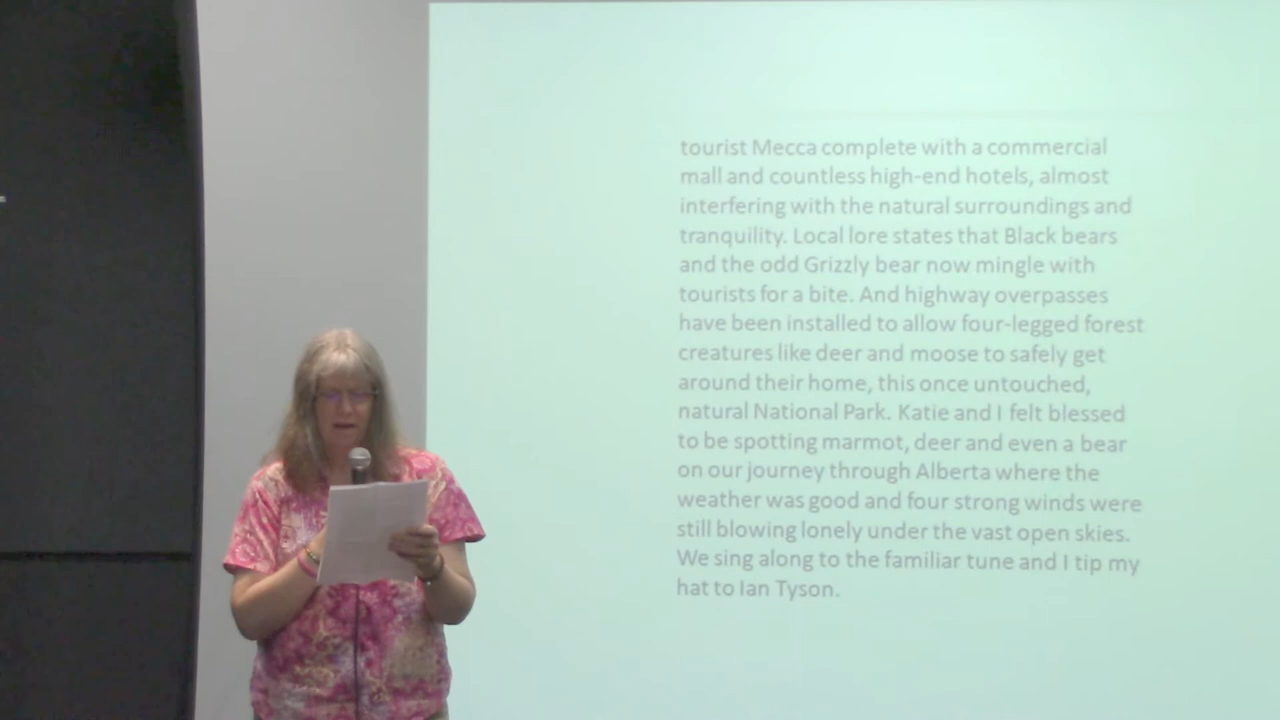 tourist Mecca complete with a commercial
mall and countless high-end hotels, almost
interfering with the natural surroundings and
tranquility. Local lore states that Black bears
and the odd Grizzly bear now mingle with
tourists for a bite. And highway overpasses
have been installed to allow four-legged forest
creatures like deer and moose to safely get
around their home, this once untouched,
natural National Park. Katie and I felt blessed
to be spotting marmot, deer and even a bear
on our journey through Alberta where the
weather was good and four strong winds were
still blowing lonely under the vast open skies.
We sing along to the familiar tune and I tip my
hat to Ian Tyson.